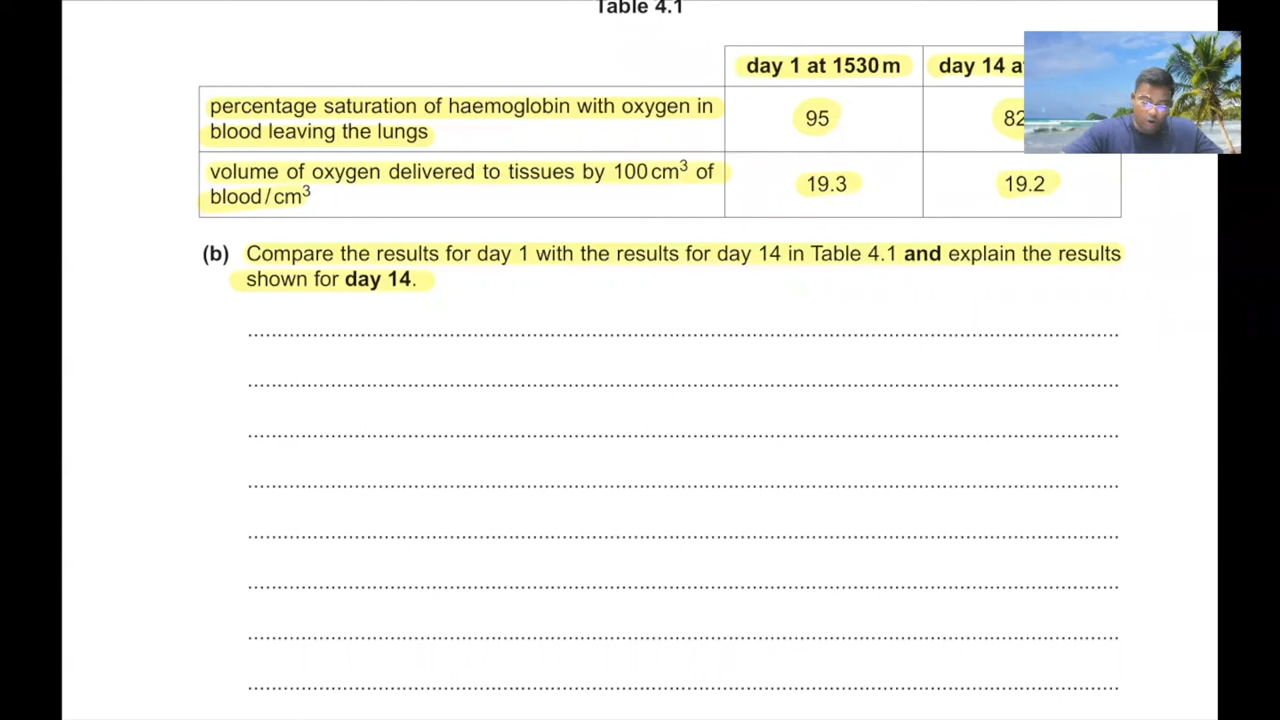 Table 4.1
day 1 at 1530 m day 14 a
percentage saturation of haemoglobin with oxygen in
blood leaving the lungs
95 82
volume of oxygen delivered to tissues by 100 cm³ of
blood / cm³
19.3 19.2
(b) Compare the results for day 1 with the results for day 14 in Table 4.1 and explain the results
shown for day 14.